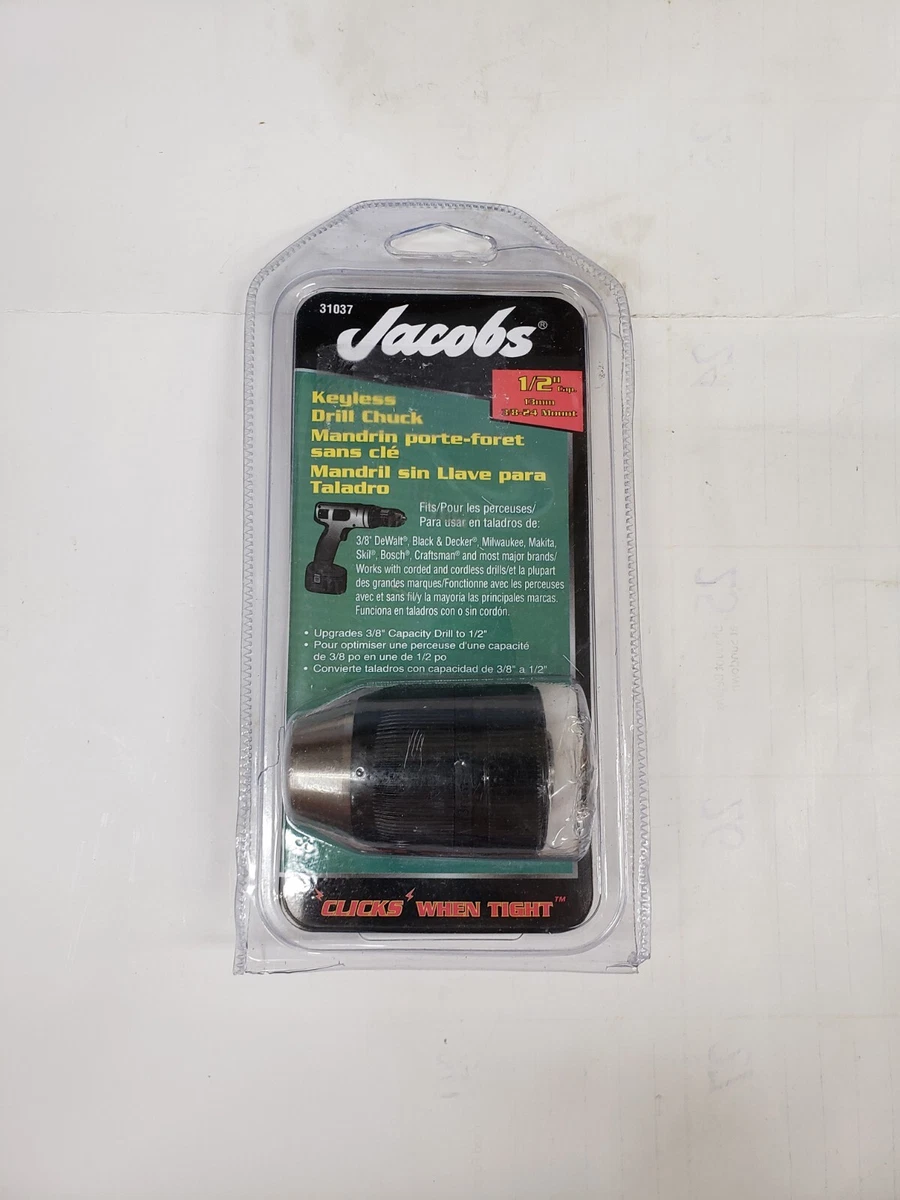 31037
Jacobs®
1/2" Cap.
13mm
3/8-24 Mount
Keyless
Drill Chuck
Mandrin porte-foret
sans clé
Mandril sin Llave para
Taladro
Fits/Pour les perceuses/
Para usar en taladros de:
3/8" DeWalt®, Black & Decker®, Milwaukee, Makita,
Skil®, Bosch®, Craftsman® and most major brands/
Works with corded and cordless drills/et la plupart
des grandes marques/Fonctionne avec les perceuses
avec et sans fil/y la mayoría las principales marcas.
Funciona en taladros con o sin cordón.
• Upgrades 3/8" Capacity Drill to 1/2"
• Pour optimiser une perceuse d'une capacité
de 3/8 po en une de 1/2 po
• Convierte taladros con capacidad de 3/8" a 1/2"
"CLICKS" WHEN TIGHT™